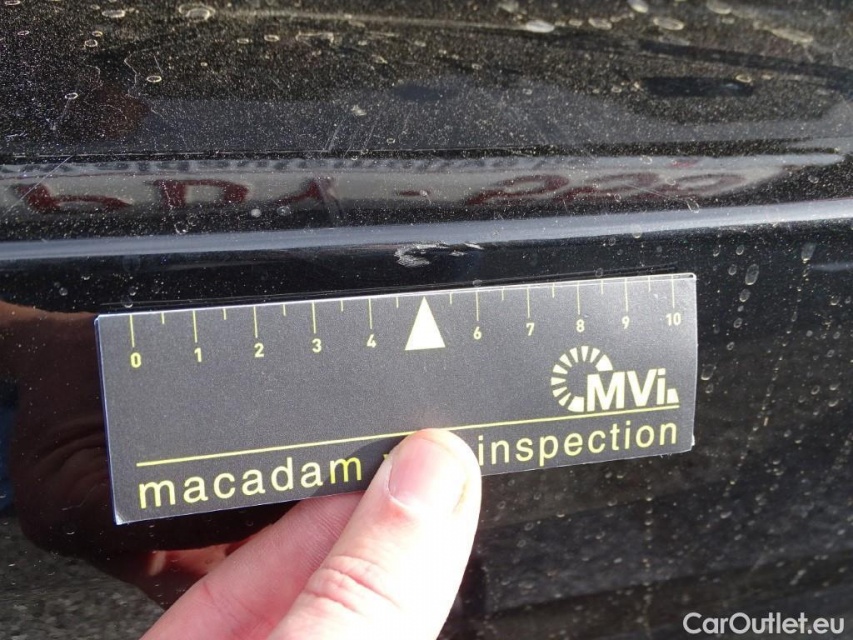 0 1 2 3 4 6 7 8 9 10
MVi
macadam inspection
CarOutlet.eu